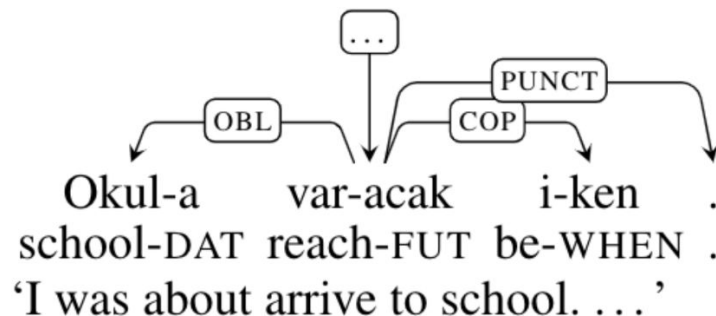 ...
PUNCT
OBL COP
Okul-a var-acak i-ken .
school-DAT reach-FUT be-WHEN .
‘I was about arrive to school. . . . ’